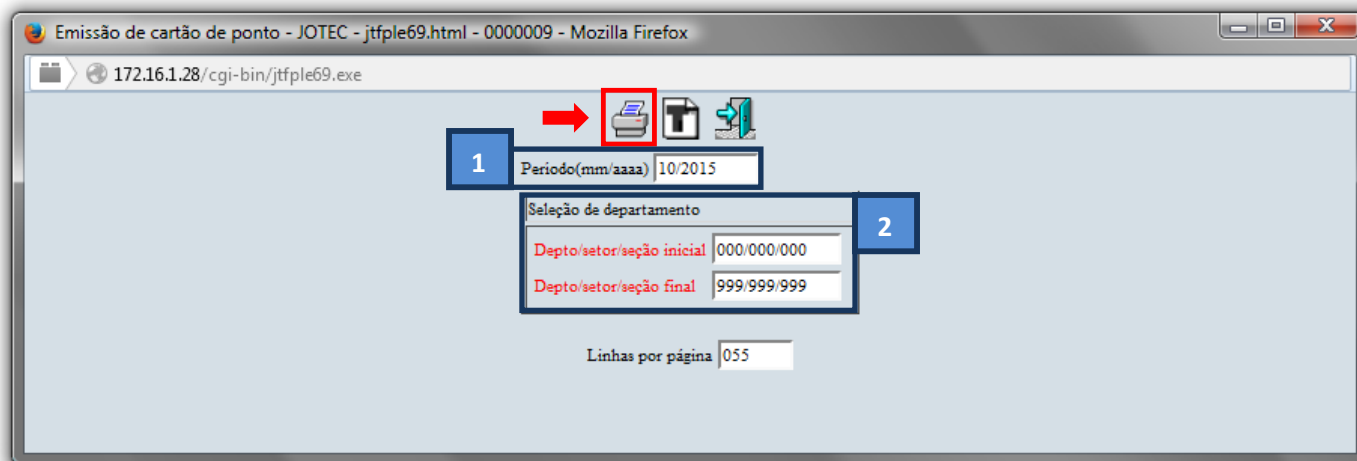 Emissão de cartão de ponto - JOTEC - jtfple69.html - 0000009 - Mozilla Firefox
172.16.1.28/cgi-bin/jtfple69.exe
1
Período(mm/aaaa) 10/2015
Seleção de departamento
2
Depto/setor/seção inicial 000/000/000
Depto/setor/seção final 999/999/999
Linhas por página 055